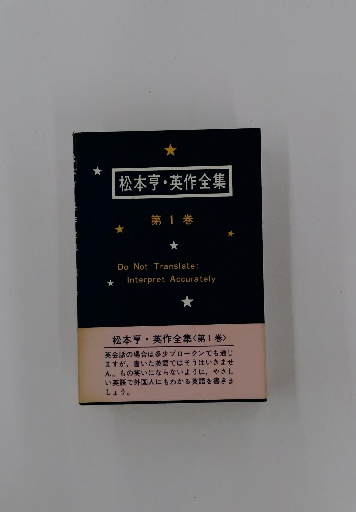 松本亨・英作全集
第1巻
Do Not Translate:
Interpret Accurately
松本亨・英作全集〈第1巻〉
英会話の場合は多少ブロークンでも通じ
ますが、書いた英語ではそうはいきませ
ん。もの笑いにならないように、やさし
い英語で外国人にもわかる英語を書きま
しょう。